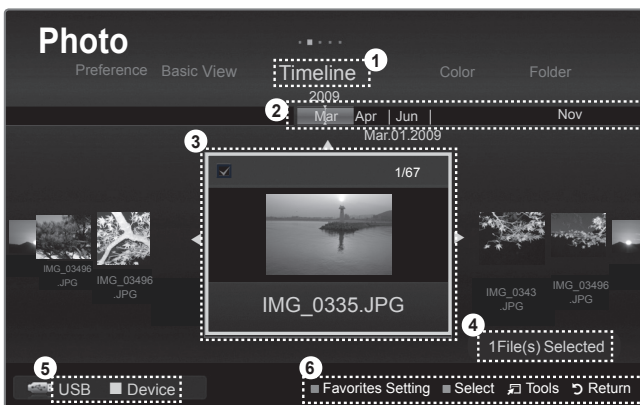 Photo
Preference Basic View Timeline Color Folder
1
2009
2
Mar Apr Jun Nov
Mar.01.2009
3
1/67
IMG_0335.JPG
IMG_03496
.JPG
IMG_03496
.JPG
IMG_0343
.JPG
IMG_03496
.JPG
4
1File(s) Selected
5
USB Device
6
Favorites Setting Select Tools Return